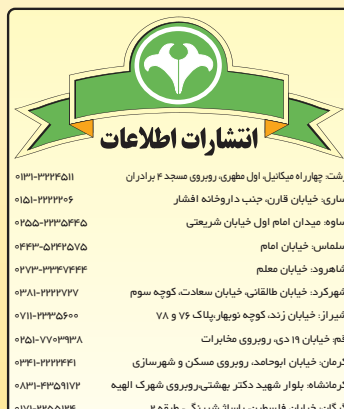 انتشارات اطلاعات
رشت: چهارراه میکائیل، اول مطهری، روبروی مسجد ۴ برادران ۰۱۳۱-۳۲۲۴۵۱۱
ساری: خیابان قارن، جنب داروخانه افشار ۰۱۵۱-۲۲۲۲۲۰۶
ساوه: میدان امام اول خیابان شریعتی ۰۲۵۵-۲۲۳۵۴۴۵
سلماس: خیابان امام ۰۴۴۳-۵۲۴۲۵۷۵
شاهرود: خیابان معلم ۰۲۷۳-۳۳۴۷۴۴۴
شهرکرد: خیابان طالقانی، خیابان سعادت، کوچه سوم ۰۳۸۱-۲۲۲۲۷۲۷
شیراز: خیابان زند، کوچه نوبهار،پلاک ۷۶ و ۷۸ ۰۷۱۱-۲۳۳۵۶۰۰
قم: خیابان ۱۹ دی، روبروی مخابرات ۰۲۵۱-۷۷۰۳۹۳۸
کرمان: خیابان ابوحامد، روبروی مسکن و شهرسازی ۰۳۴۱-۲۲۲۲۴۴۱
کرمانشاه: بلوار شهید دکتر بهشتی،روبروی شهرک الهیه ۰۸۳۱-۴۳۵۹۱۷۲